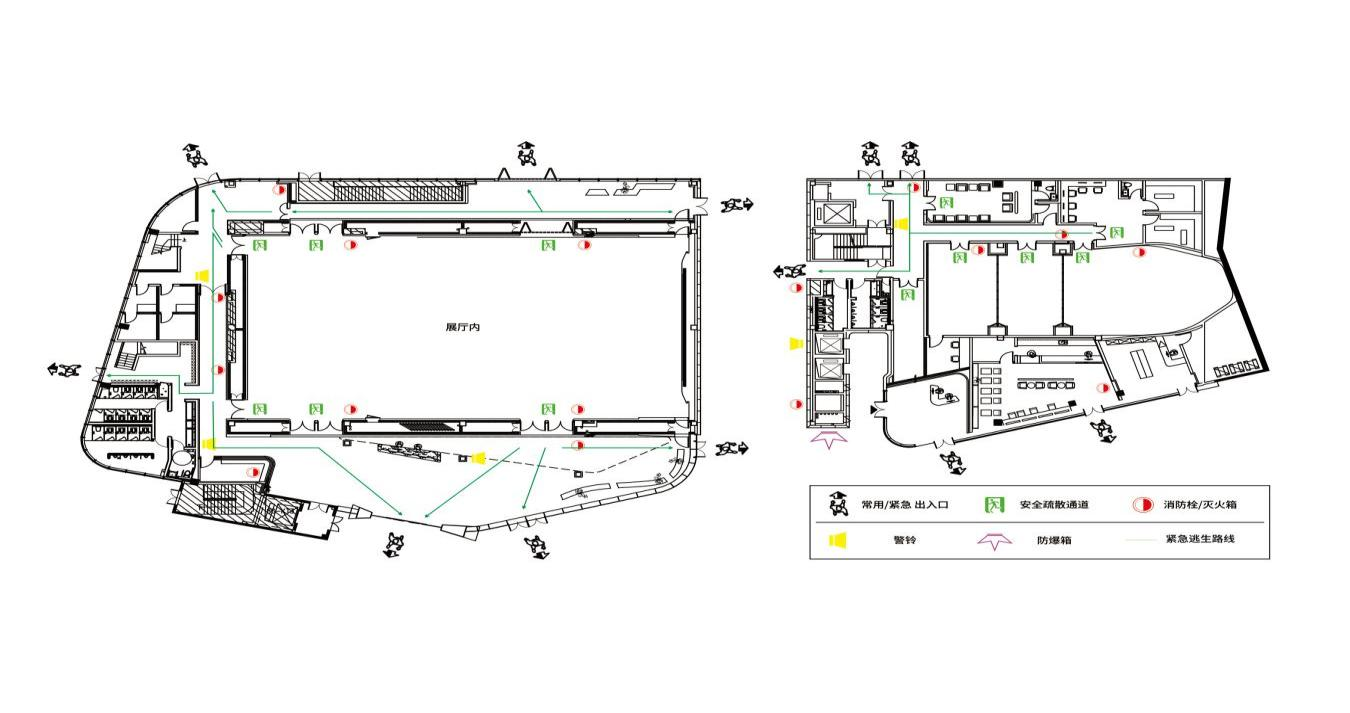 展厅内
常用/紧急 出入口
安全疏散通道
消防栓/灭火箱
警铃
防爆箱
紧急逃生路线